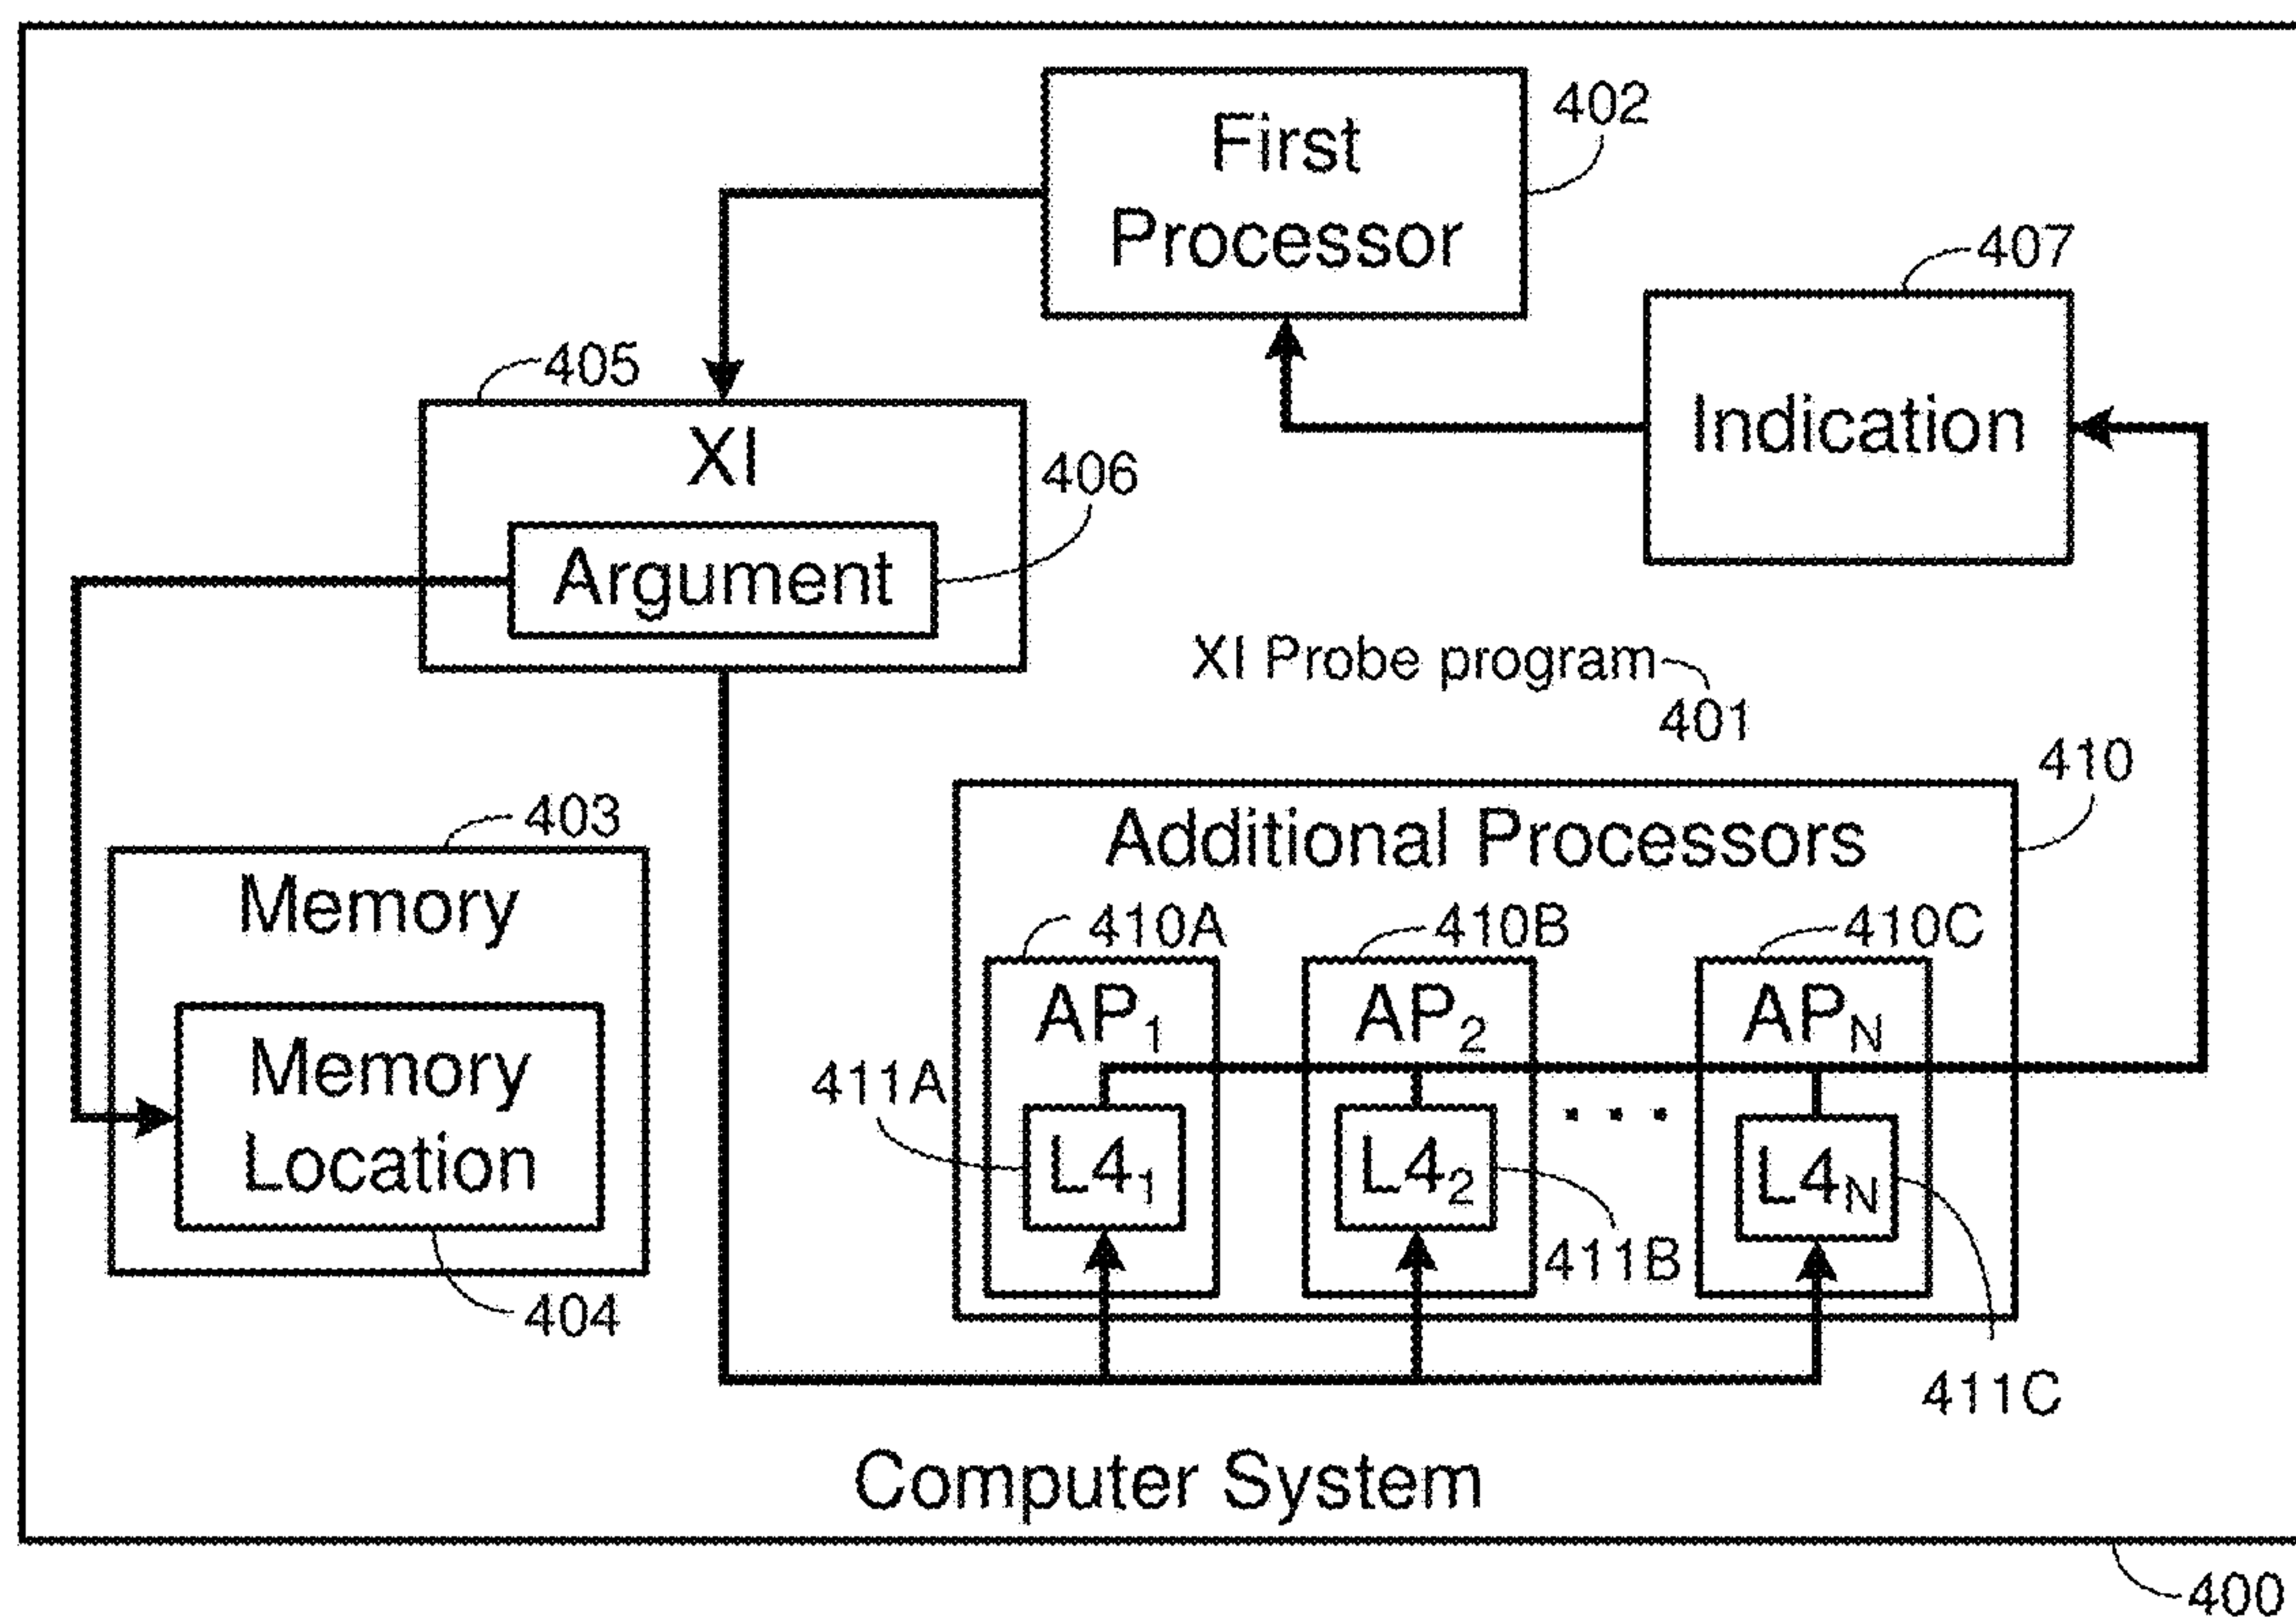 First
Processor
402
407
Indication
405
XI
406
Argument
XI Probe program
401
410
403
Memory
Memory
Location
404
Additional Processors
410A
410B
410C
AP₁
AP₂
APN
411A
L4₁
L4₂
. . .
L4N
411B
411C
Computer System
400